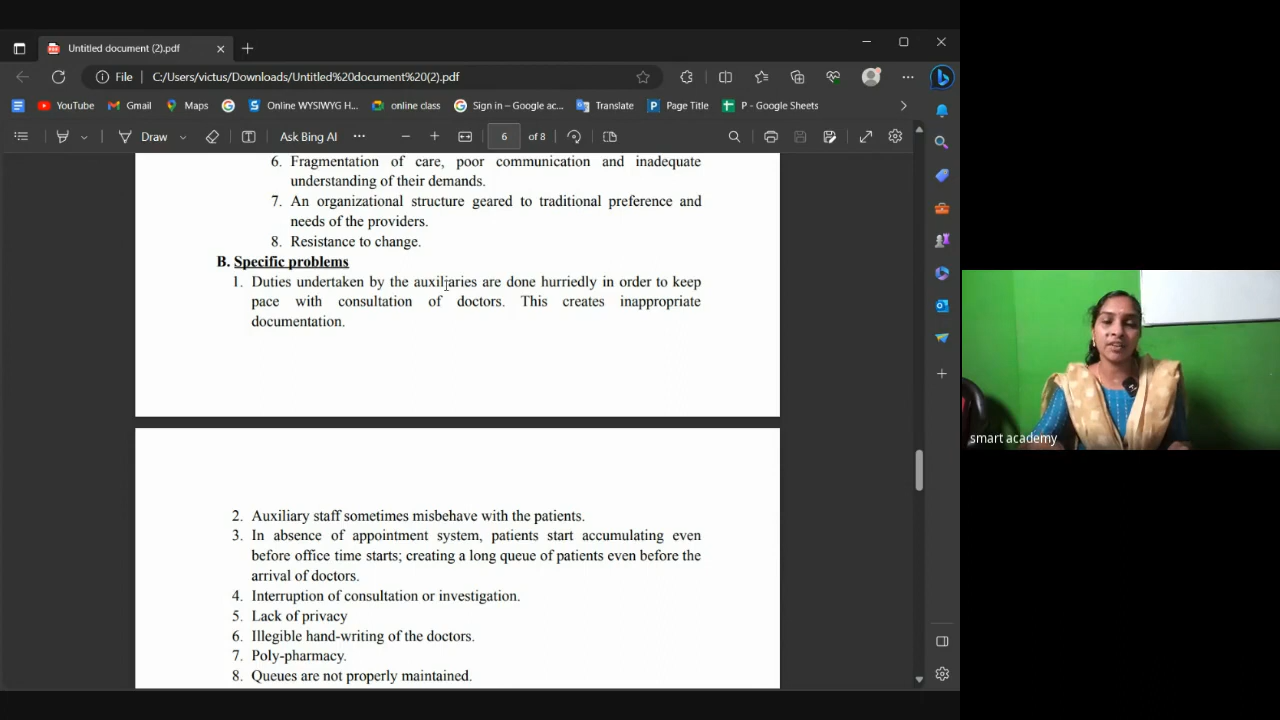 Untitled document (2).pdf
File C:/Users/victus/Downloads/Untitled%20document%20(2).pdf
YouTube Gmail Maps Online WYSIWYG H... online class Sign in – Google ac... Translate Page Title P - Google Sheets
Draw Ask Bing AI 6 of 8
6. Fragmentation of care, poor communication and inadequate
understanding of their demands.
7. An organizational structure geared to traditional preference and
needs of the providers.
8. Resistance to change.
B. Specific problems
1. Duties undertaken by the auxiliaries are done hurriedly in order to keep
pace with consultation of doctors. This creates inappropriate
documentation.
2. Auxiliary staff sometimes misbehave with the patients.
3. In absence of appointment system, patients start accumulating even
before office time starts; creating a long queue of patients even before the
arrival of doctors.
4. Interruption of consultation or investigation.
5. Lack of privacy
6. Illegible hand-writing of the doctors.
7. Poly-pharmacy.
8. Queues are not properly maintained.
smart academy